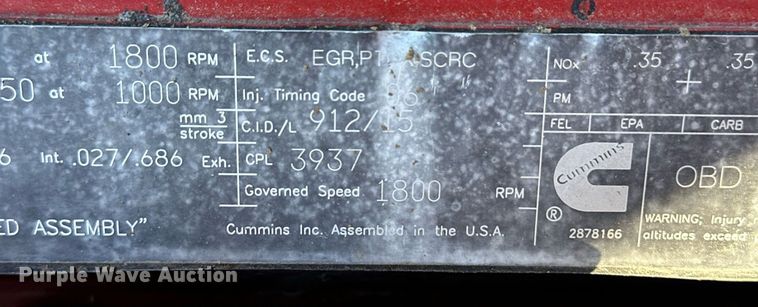 at 1800 RPM E.C.S. EGR,PT SCRC NOx .35 .35
50 at 1000 RPM Inj. Timing Code PM
mm 3 stroke C.I.D./L 912/15 FEL EPA CARB
6 Int. .027/.686 Exh. CPL 3937 Cummins OBD
Governed Speed 1800 RPM ®
ED ASSEMBLY" Cummins Inc. Assembled in the U.S.A. 2878166
WARNING: Injury
altitudes exceed
Purple Wave Auction